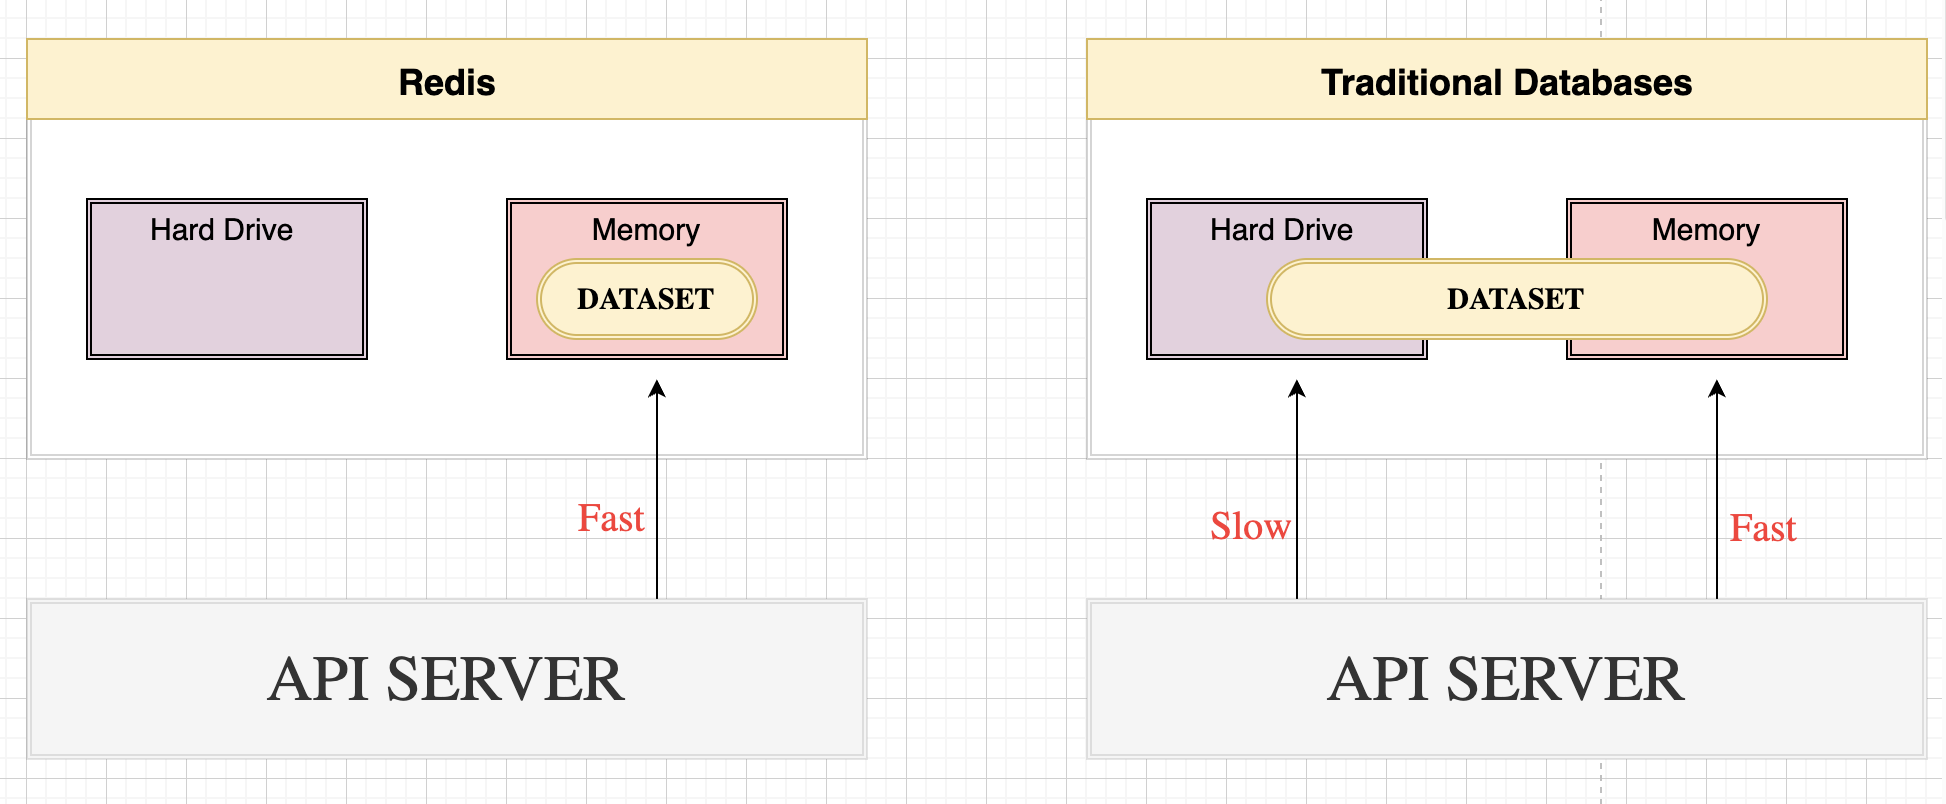 Redis
Hard Drive
Memory
DATASET
Fast
API SERVER
Traditional Databases
Hard Drive
Memory
DATASET
Slow
Fast
API SERVER